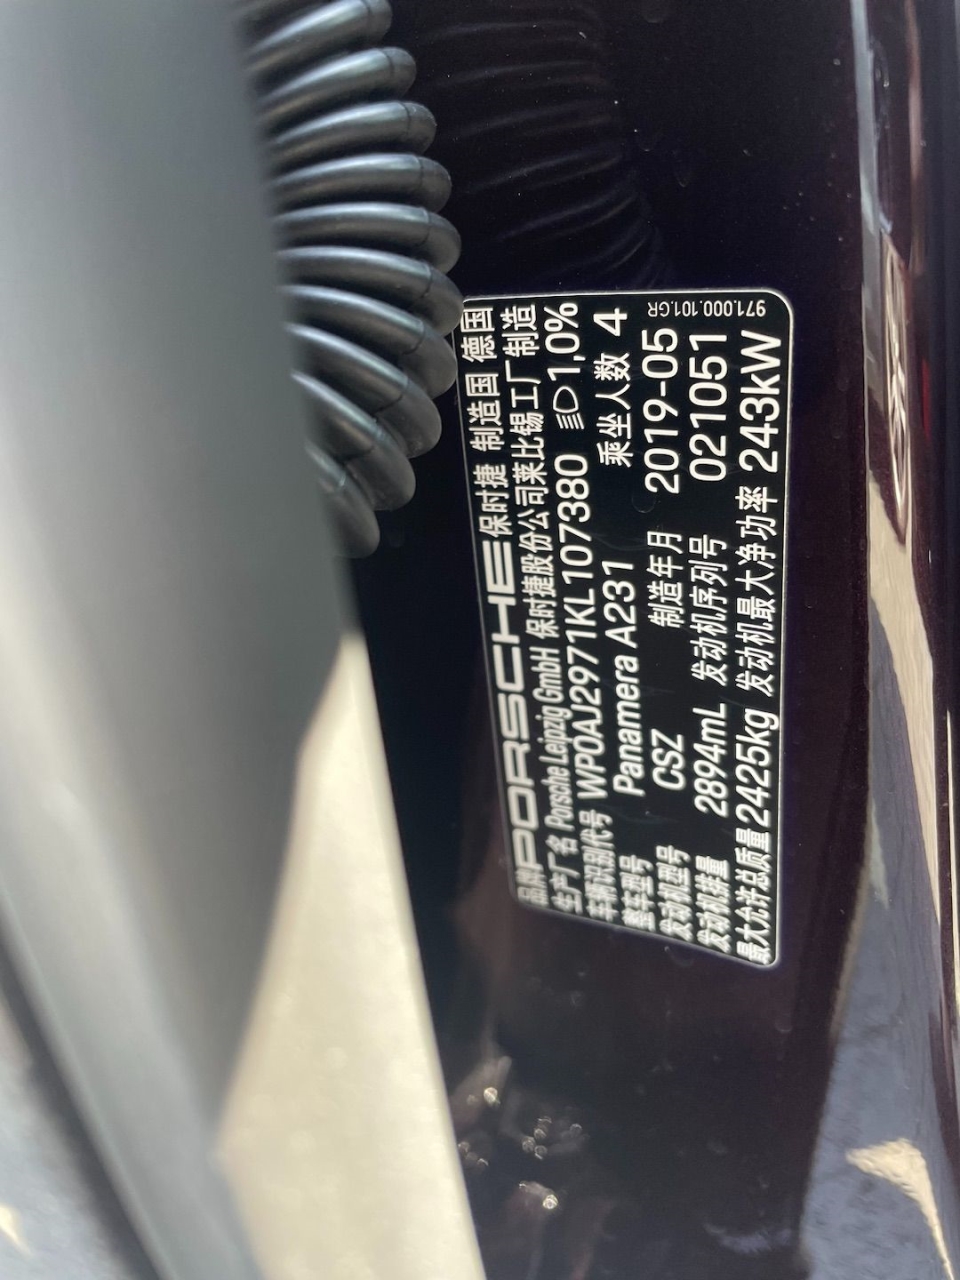 品牌 PORSCHE 保时捷 制造国 德国
生产厂名 Porsche Leipzig GmbH 保时捷股份公司莱比锡工厂制造
车辆识别代号 WP0AJ2971KL107380 1,0%
整车型号 Panamera A231 乘坐人数 4
发动机型号 CSZ 制造年月 2019-05
发动机排量 2894mL 发动机序列号 021051
最大允许总质量 2425kg 发动机最大净功率 243kW
971.000.101.GR